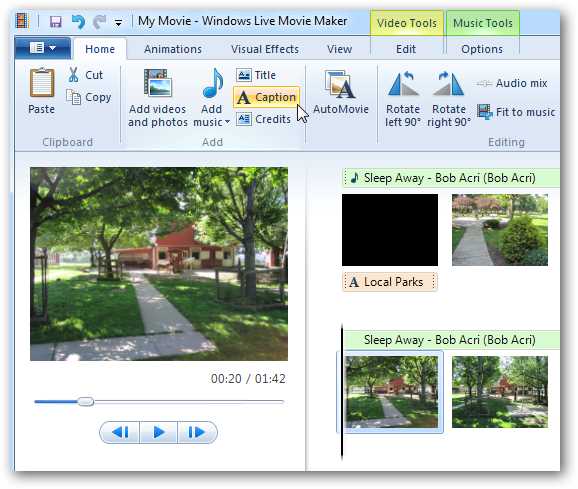 My Movie - Windows Live Movie Maker
Video Tools
Music Tools
Home
Animations
Visual Effects
View
Edit
Options
Paste
Cut
Copy
Clipboard
Add videos
and photos
Add
music
Title
Caption
Credits
Add
AutoMovie
Rotate
left 90°
Rotate
right 90°
Audio mix
Fit to music
Editing
Sleep Away - Bob Acri (Bob Acri)
A Local Parks
Sleep Away - Bob Acri (Bob Acri)
00:20 / 01:42